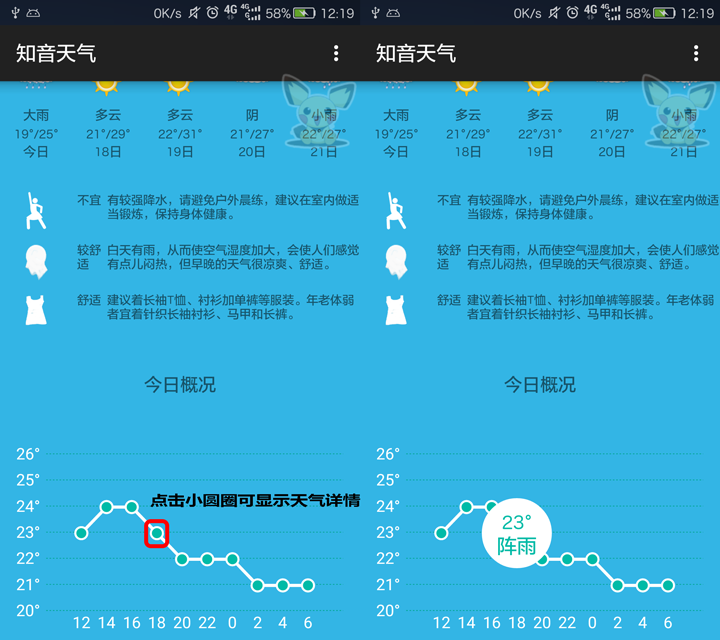 0K/s 4G 4G 58% 12:19
知音天气
大雨 多云 多云 阴 小雨
19°/25° 21°/29° 22°/31° 21°/27° 22°/27°
今日 18日 19日 20日 21日
不宜 有较强降水，请避免户外晨练，建议在室内做适
当锻炼，保持身体健康。
较舒 白天有雨，从而使空气湿度加大，会使人们感觉
适 有点儿闷热，但早晚的天气很凉爽、舒适。
舒适 建议着长袖T恤、衬衫加单裤等服装。年老体弱
者宜着针织长袖衬衫、马甲和长裤。
今日概况
26°
25°
24°
点击小圆圈可显示天气详情
23°
22°
21°
20°
12 14 16 18 20 22 0 2 4 6
0K/s 4G 4G 58% 12:19
知音天气
大雨 多云 多云 阴 小雨
19°/25° 21°/29° 22°/31° 21°/27° 22°/27°
今日 18日 19日 20日 21日
不宜 有较强降水，请避免户外晨练，建议在室内做适
当锻炼，保持身体健康。
较舒 白天有雨，从而使空气湿度加大，会使人们感觉
适 有点儿闷热，但早晚的天气很凉爽、舒适。
舒适 建议着长袖T恤、衬衫加单裤等服装。年老体弱
者宜着针织长袖衬衫、马甲和长裤。
今日概况
26°
25°
24°
23°
22°
21°
20°
23°
阵雨
12 14 16 18 20 22 0 2 4 6